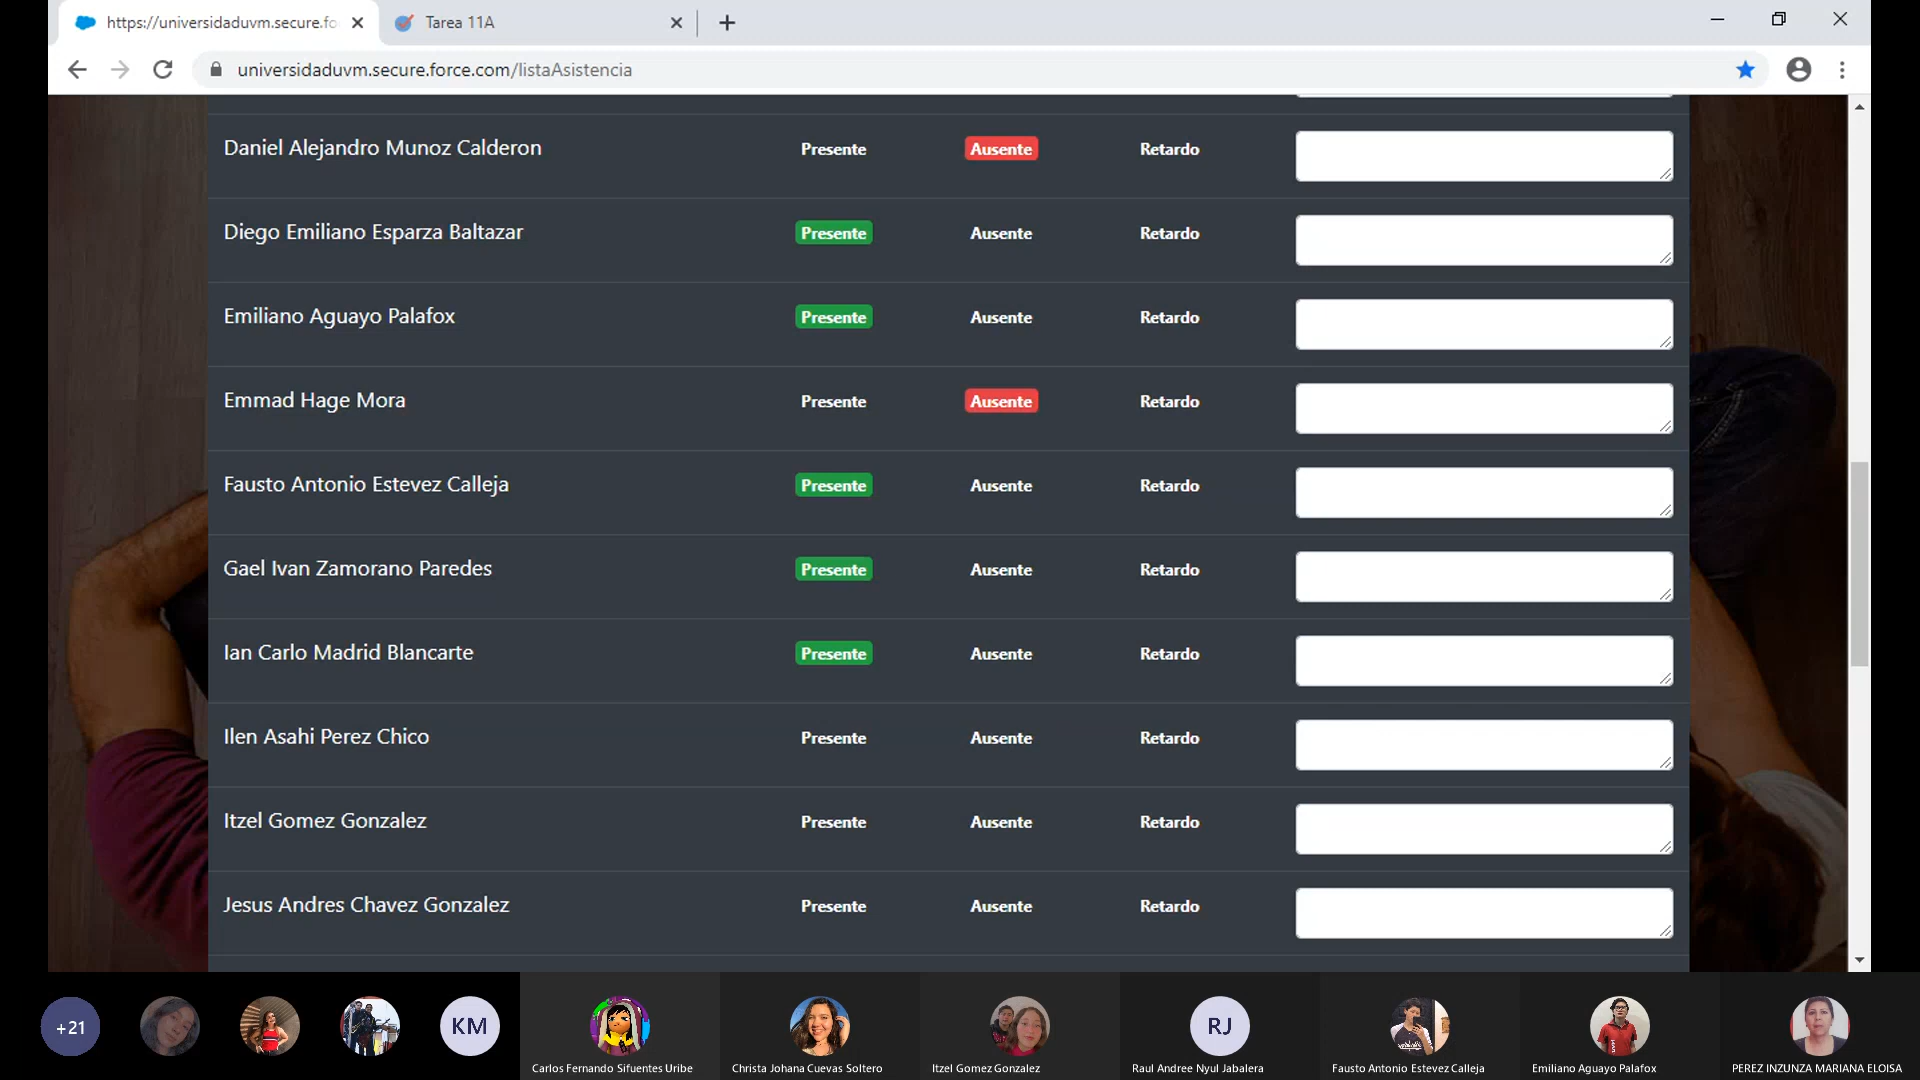 https://universidaduvm.secure.fo
Tarea 11A
universidaduvm.secure.force.com/listaAsistencia
Daniel Alejandro Munoz Calderon Presente Ausente Retardo
Diego Emiliano Esparza Baltazar Presente Ausente Retardo
Emiliano Aguayo Palafox Presente Ausente Retardo
Emmad Hage Mora Presente Ausente Retardo
Fausto Antonio Estevez Calleja Presente Ausente Retardo
Gael Ivan Zamorano Paredes Presente Ausente Retardo
Ian Carlo Madrid Blancarte Presente Ausente Retardo
Ilen Asahi Perez Chico Presente Ausente Retardo
Itzel Gomez Gonzalez Presente Ausente Retardo
Jesus Andres Chavez Gonzalez Presente Ausente Retardo
+21
KM
RJ
Carlos Fernando Sifuentes Uribe
Christa Johana Cuevas Soltero
Itzel Gomez Gonzalez
Raul Andree Nyul Jabalera
Fausto Antonio Estevez Calleja
Emiliano Aguayo Palafox
PEREZ INZUNZA MARIANA ELOISA